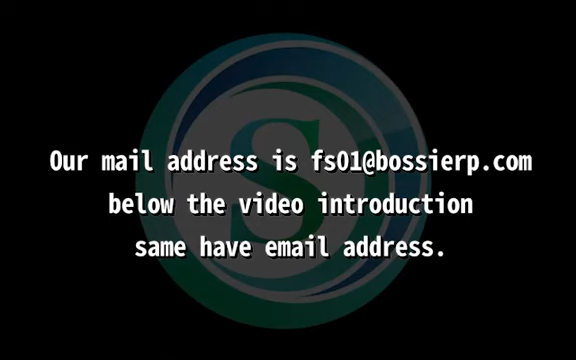 Our mail address is fs01@bossierp.com
below the video introduction
same have email address.